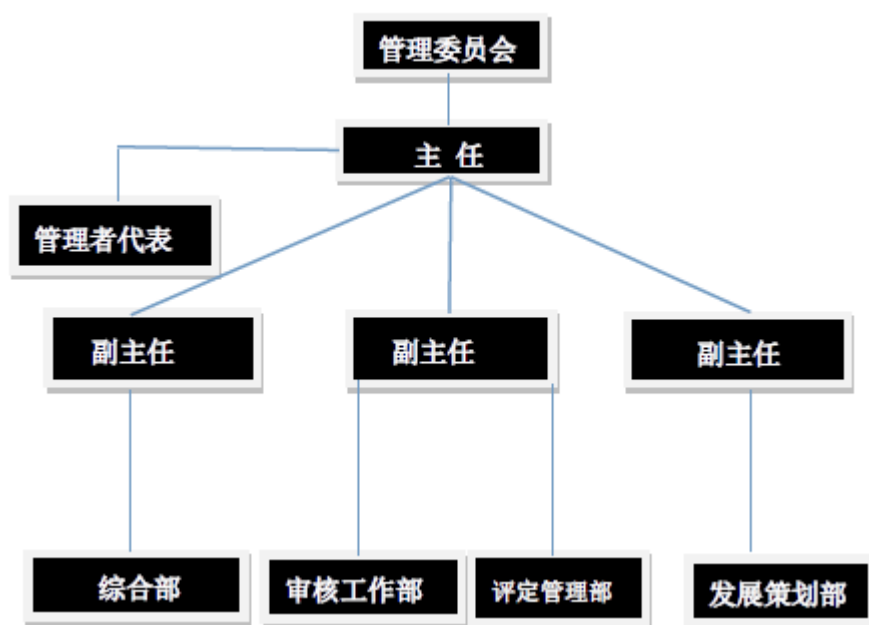 管理委员会
主 任
管理者代表
副主任
副主任
副主任
综合部
审核工作部
评定管理部
发展策划部